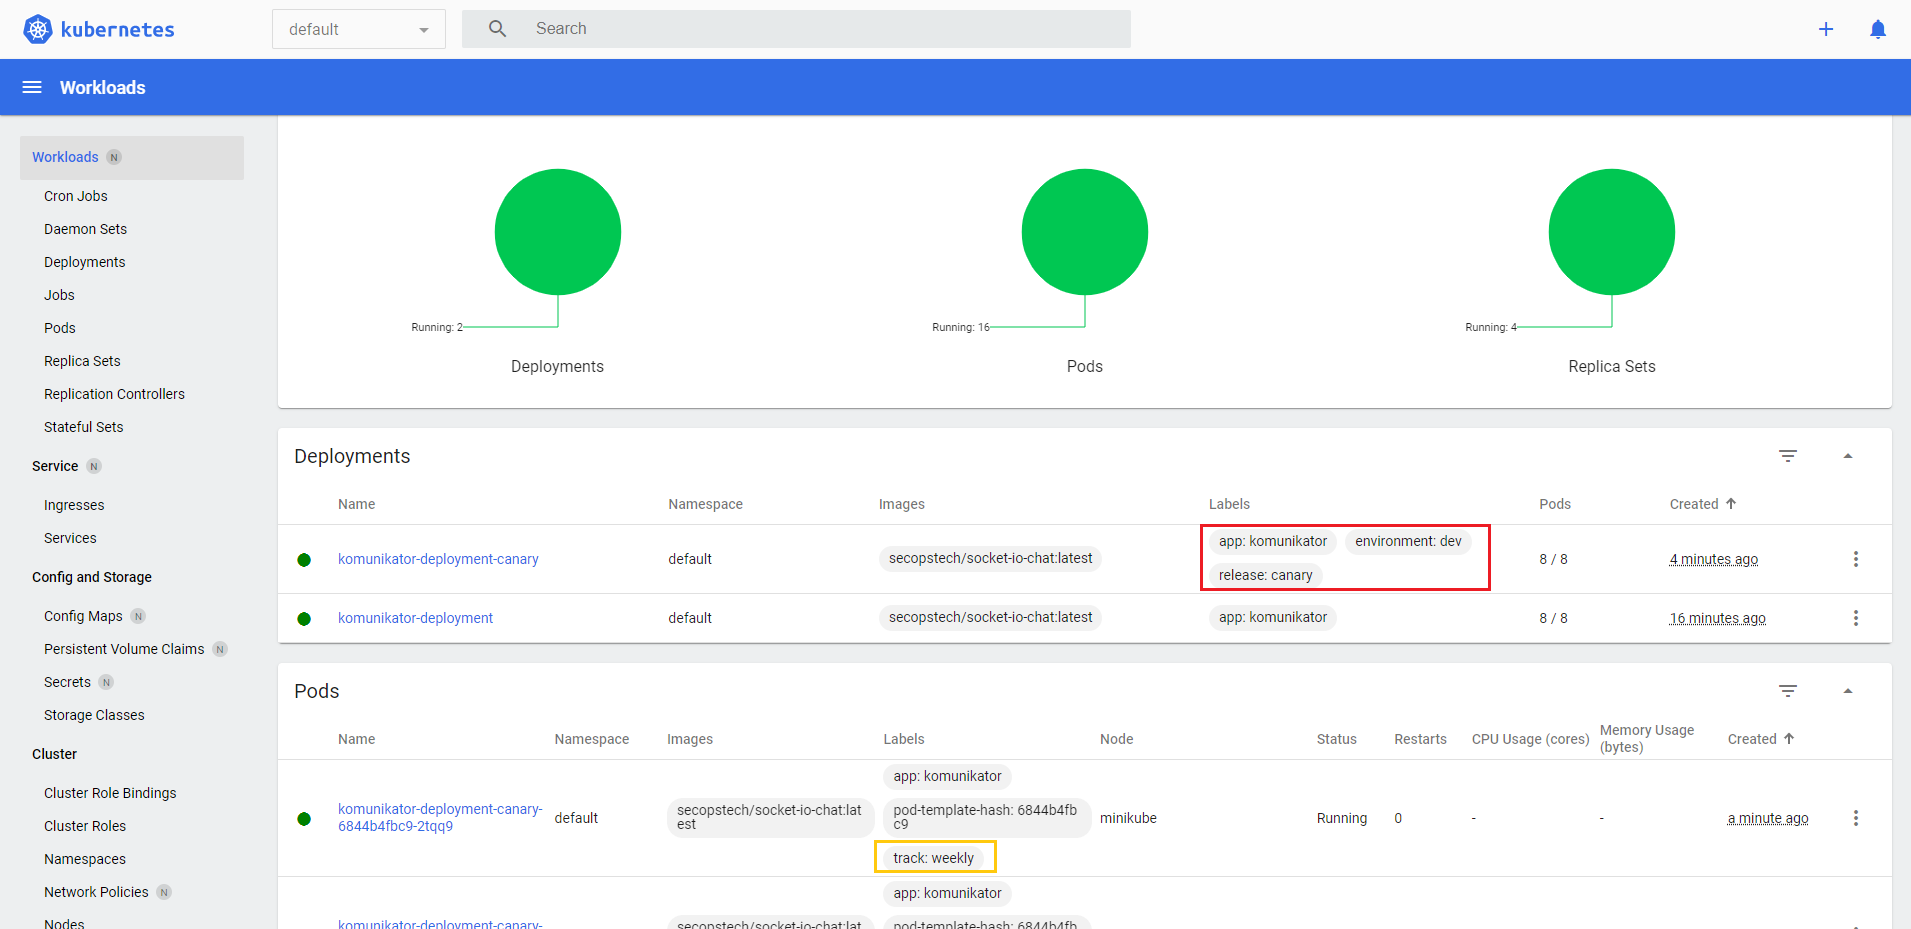 kubernetes
default
Search
Workloads
Workloads N
Cron Jobs
Daemon Sets
Deployments
Jobs
Pods
Replica Sets
Replication Controllers
Stateful Sets
Service N
Ingresses
Services
Config and Storage
Config Maps N
Persistent Volume Claims N
Secrets N
Storage Classes
Cluster
Cluster Role Bindings
Cluster Roles
Namespaces
Network Policies N
Nodes
Running: 2
Deployments
Running: 16
Pods
Running: 4
Replica Sets
Deployments
Name Namespace Images Labels Pods Created
komunikator-deployment-canary default secopstech/socket-io-chat:latest app: komunikator environment: dev 8 / 8 4 minutes ago
release: canary
komunikator-deployment default secopstech/socket-io-chat:latest app: komunikator 8 / 8 16 minutes ago
Pods
Name Namespace Images Labels Node Status Restarts CPU Usage (cores) Memory Usage Created
(bytes)
app: komunikator
komunikator-deployment-canary- secopstech/socket-io-chat:lat pod-template-hash: 6844b4fb
6844b4fbc9-2tqq9 default est c9 minikube Running 0 - - a minute ago
track: weekly
app: komunikator
komunikator-deployment-canary- secopstech/socket-io-chat:lat pod-template-hash: 6844b4fb